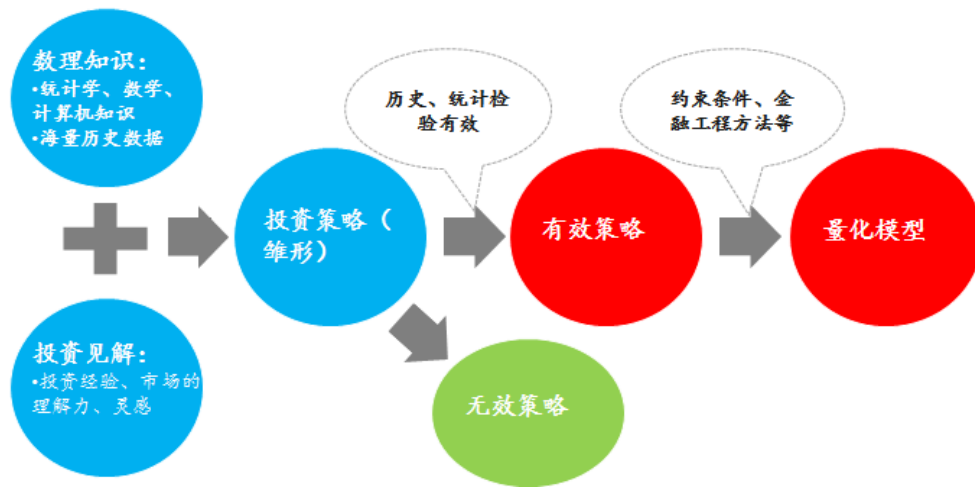 数理知识：
•统计学、数学、
计算机知识
•海量历史数据
投资见解：
•投资经验、市场的
理解力、灵感
投资策略（
雏形）
历史、统计检
验有效
有效策略
无效策略
约束条件、金
融工程方法等
量化模型